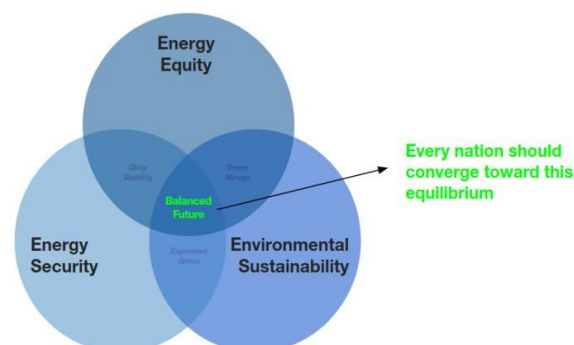 Energy
Equity
Dirty
Stability
Green
Mirage
Every nation should
converge toward this
equilibrium
Balanced
Future
Energy
Security
Expensive
Green
Environmental
Sustainability